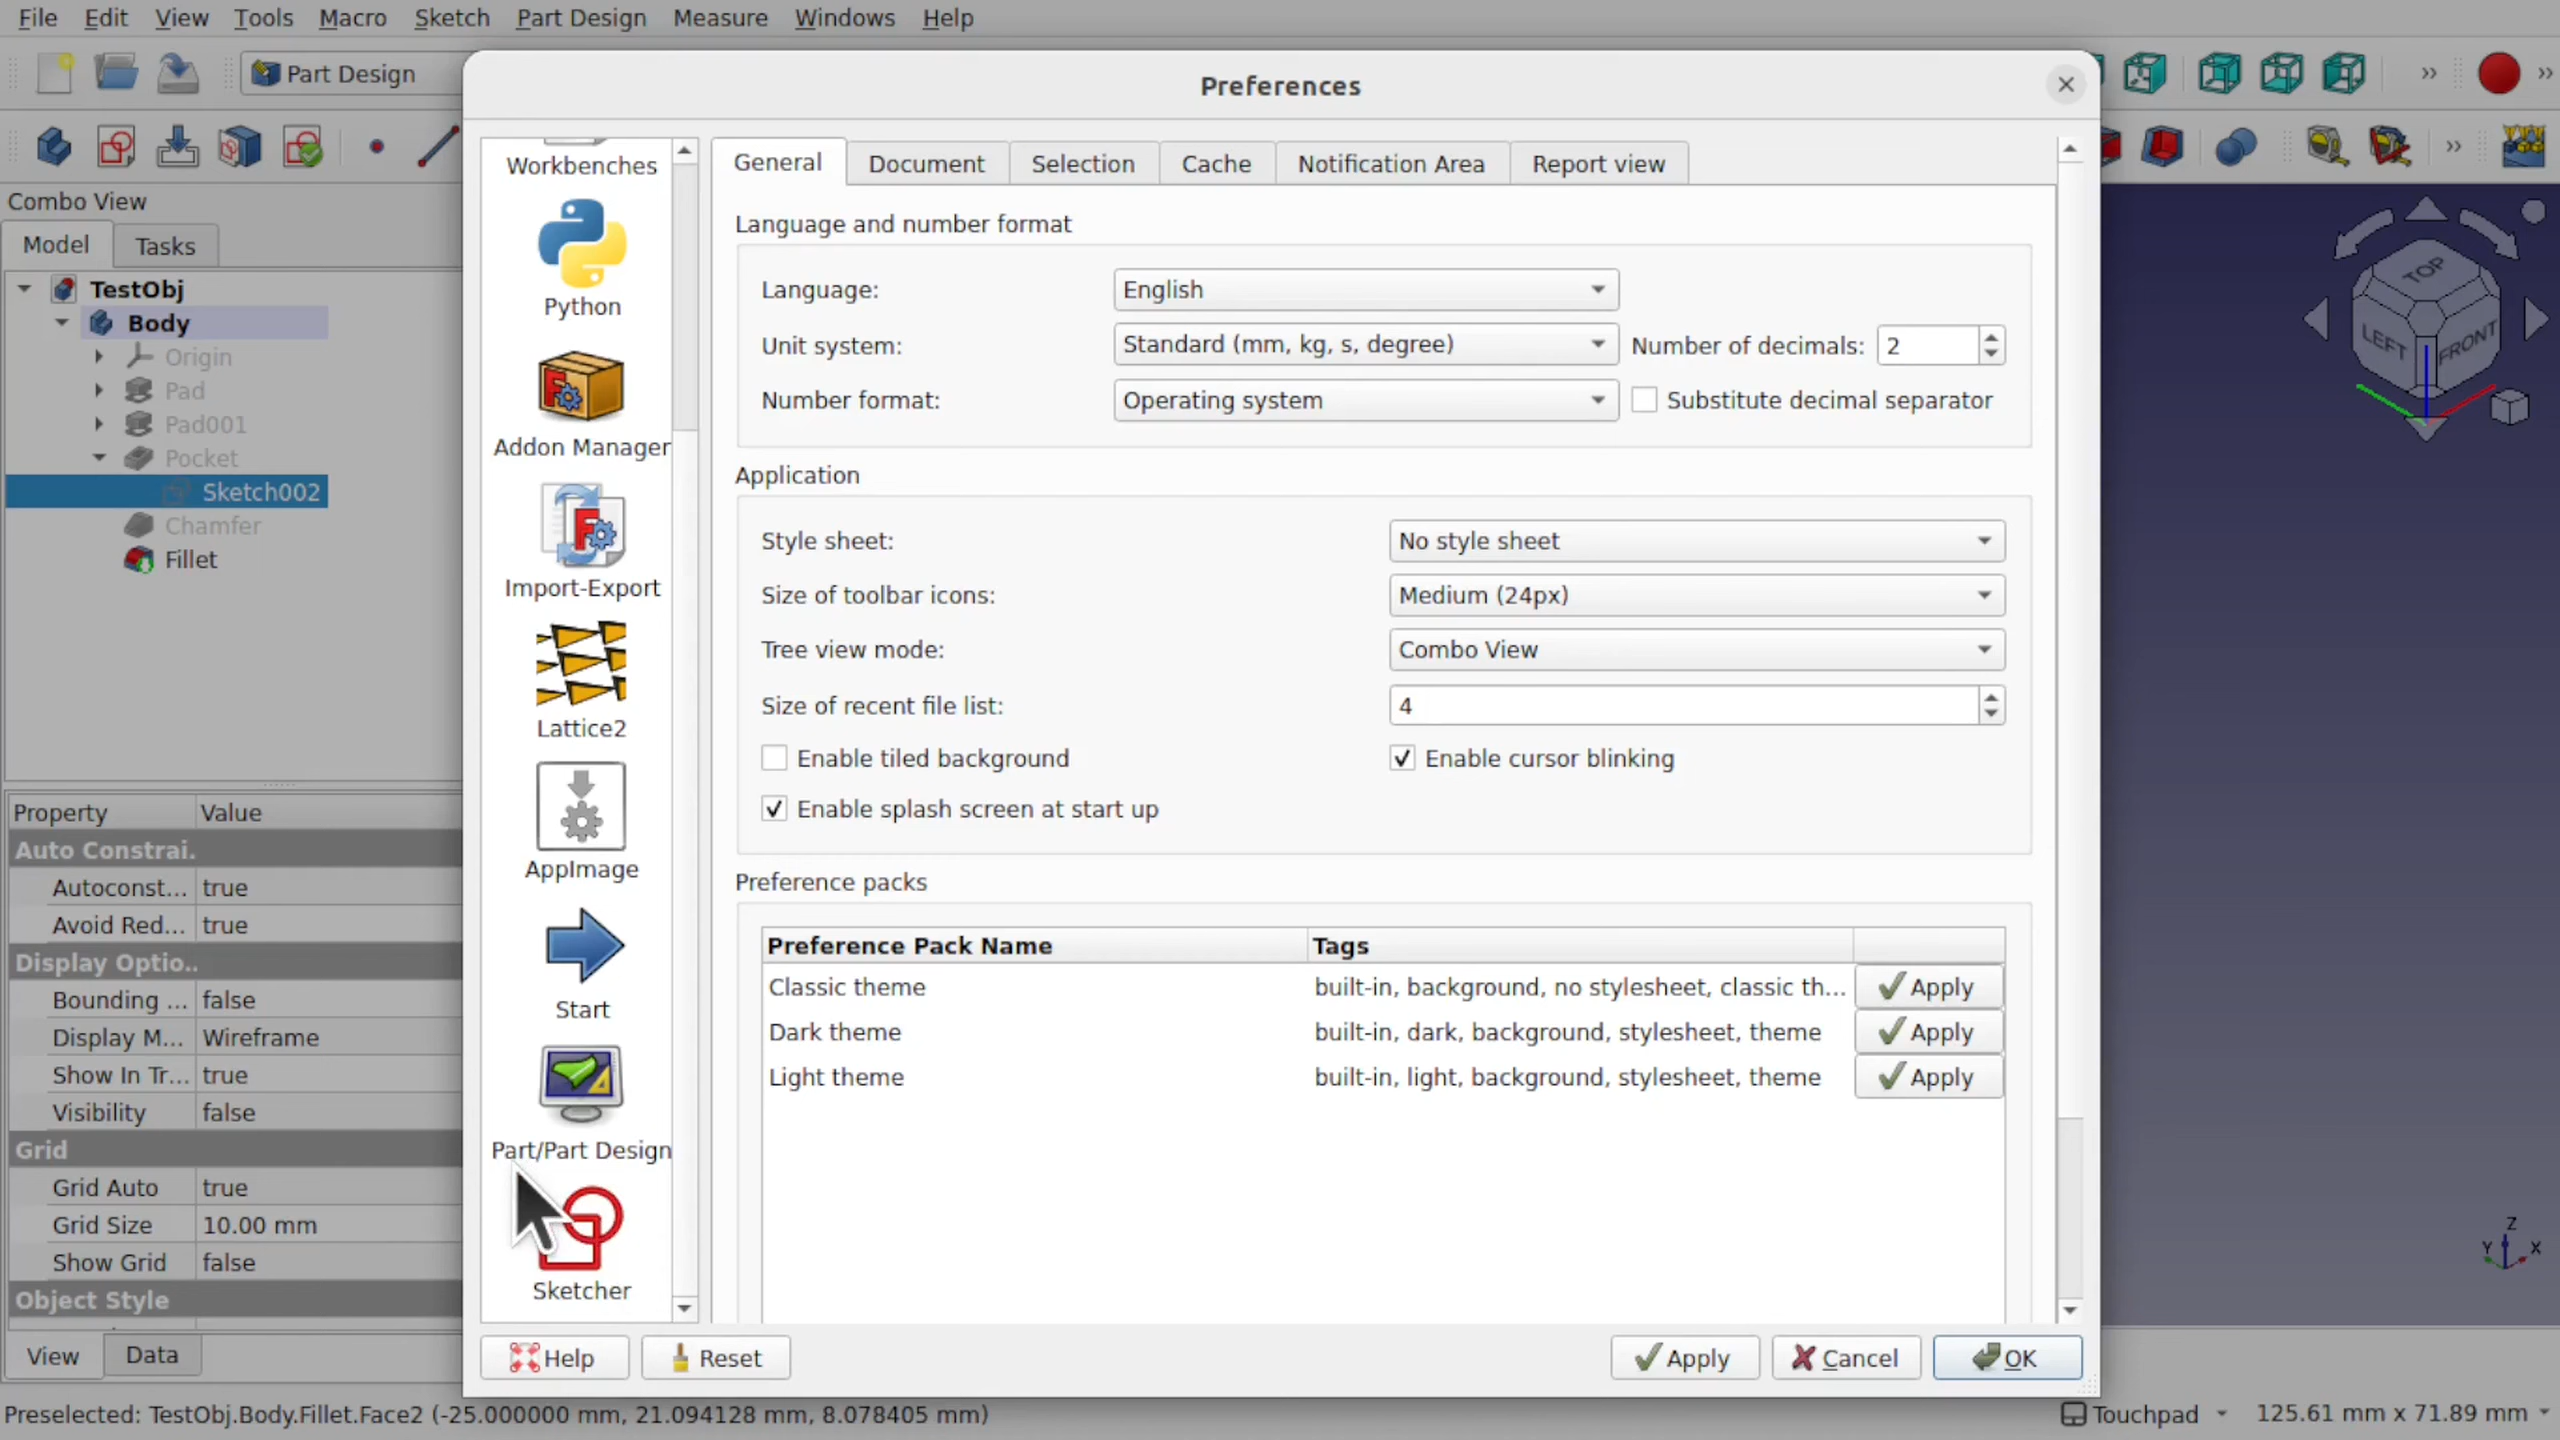 File Edit View Tools Macro Sketch Part Design Measure Windows Help
Part Design
Combo View
Model Tasks
TestObj
Body
Origin
Pad
Pad001
Pocket
Sketch002
Chamfer
Fillet
Property Value
Auto Constrai.
Autoconst... true
Avoid Red... true
Display Optio..
Bounding ... false
Display M... Wireframe
Show In Tr... true
Visibility false
Grid
Grid Auto true
Grid Size 10.00 mm
Show Grid false
Object Style
View Data
Preferences
Workbenches
Python
Addon Manager
Import-Export
Lattice2
AppImage
Start
Part/Part Design
Sketcher
General Document Selection Cache Notification Area Report view
Language and number format
Language: English
Unit system: Standard (mm, kg, s, degree) Number of decimals: 2
Number format: Operating system Substitute decimal separator
Application
Style sheet: No style sheet
Size of toolbar icons: Medium (24px)
Tree view mode: Combo View
Size of recent file list: 4
Enable tiled background Enable cursor blinking
Enable splash screen at start up
Preference packs
Preference Pack Name Tags
Classic theme built-in, background, no stylesheet, classic th... Apply
Dark theme built-in, dark, background, stylesheet, theme Apply
Light theme built-in, light, background, stylesheet, theme Apply
Help Reset Apply Cancel OK
TOP
LEFT FRONT
Z
Y X
Preselected: TestObj.Body.Fillet.Face2 (-25.000000 mm, 21.094128 mm, 8.078405 mm) Touchpad 125.61 mm x 71.89 mm